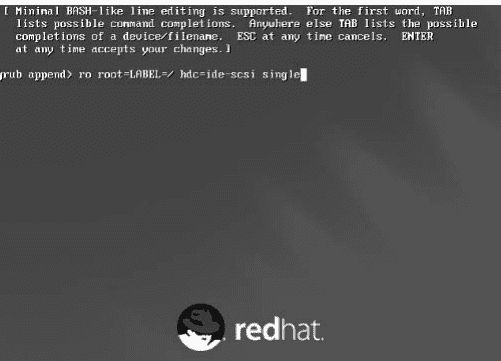 [ Minimal BASH-like line editing is supported.  For the first word, TAB
lists possible command completions.  Anywhere else TAB lists the possible
completions of a device/filename.  ESC at any time cancels.  ENTER
at any time accepts your changes.]
grub append> ro root=LABEL=/ hdc=ide-scsi single
redhat.